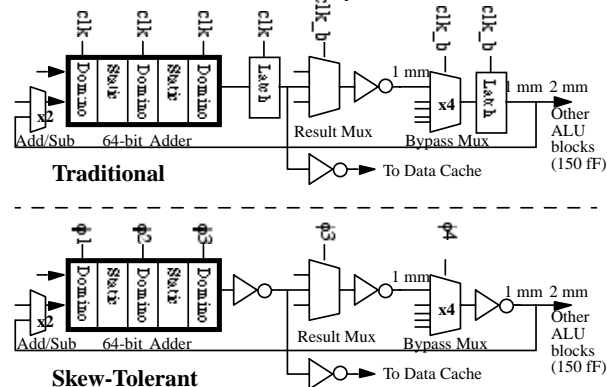 clk clk clk clk clk_b clk_b clk_b
Domino Static Domino Static Domino Latch
x2
1 mm
x4
Latch
1 mm 2 mm
Result Mux
Add/Sub 64-bit Adder
Bypass Mux
Other
ALU
blocks
(150 fF)
Traditional
To Data Cache
ϕ1 ϕ2 ϕ3 ϕ3 ϕ4
Domino Static Domino Static Domino
x2
1 mm
x4
1 mm 2 mm
Result Mux
Add/Sub 64-bit Adder
Bypass Mux
Other
ALU
blocks
(150 fF)
Skew-Tolerant
To Data Cache